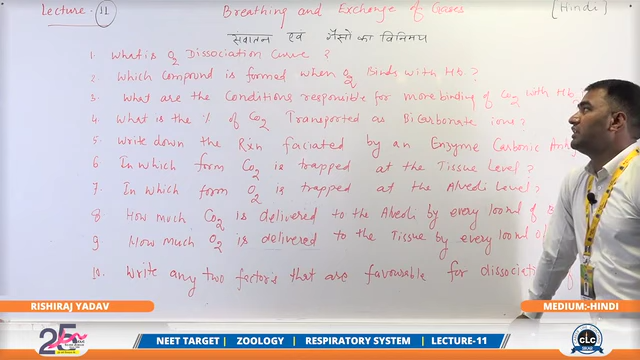 Lecture - 11 Breathing and Exchange of Gases [Hindi]
एवं गैसों का विनिमय
1. What is O2 Dissociation Curve ?
2. Which Compound is formed when O2 Binds with Hb. ?
3. What are the Conditions responsible for more binding of CO2 with Hb.
4. What is the % of CO2 Transported as Bicarbonate ions ?
5 Write down the Rxn faciated by an Enzyme Carbonic
6 In which form CO2 is trapped at the Tissue Level ?
7. In which form O2 is trapped at the Alveoli Level ?
8. How much CO2 is delivered to the Alveoli by every 100ml of
9 How much O2 is delivered to the Tissue by every 100ml
10. Write any two factors that are favourable for dissociation
RISHIRAJ YADAV MEDIUM:-HINDI
25
NEET TARGET | ZOOLOGY | RESPIRATORY SYSTEM | LECTURE-11
CLC